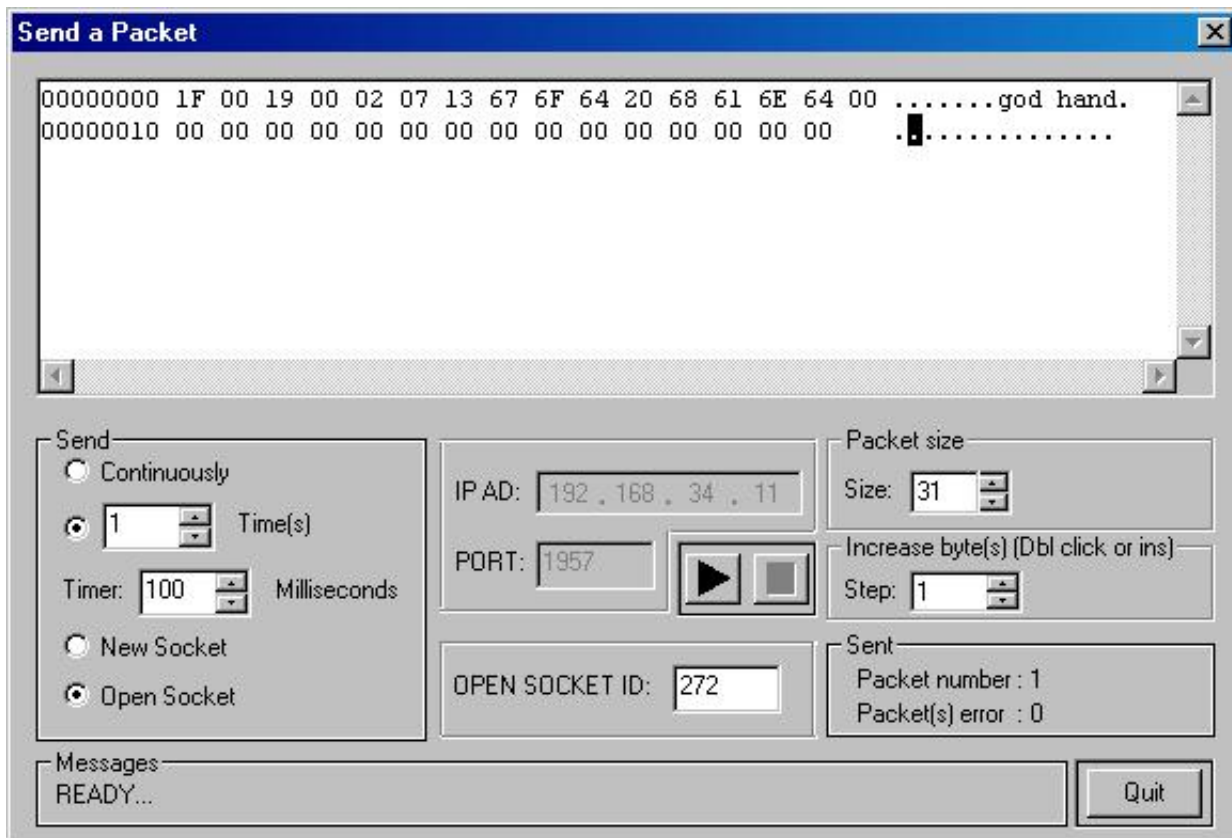 Send a Packet
00000000 1F 00 19 00 02 07 13 67 6F 64 20 68 61 6E 64 00 .......god hand.
00000010 00 00 00 00 00 00 00 00 00 00 00 00 00 00 00 ...............
Send
Continuously
1 Time(s)
Timer: 100 Milliseconds
New Socket
Open Socket
IP AD: 192 . 168 . 34 . 11
PORT: 1957
OPEN SOCKET ID: 272
Packet size
Size: 31
Increase byte(s) (Dbl click or ins)
Step: 1
Sent
Packet number : 1
Packet(s) error : 0
Messages
READY...
Quit